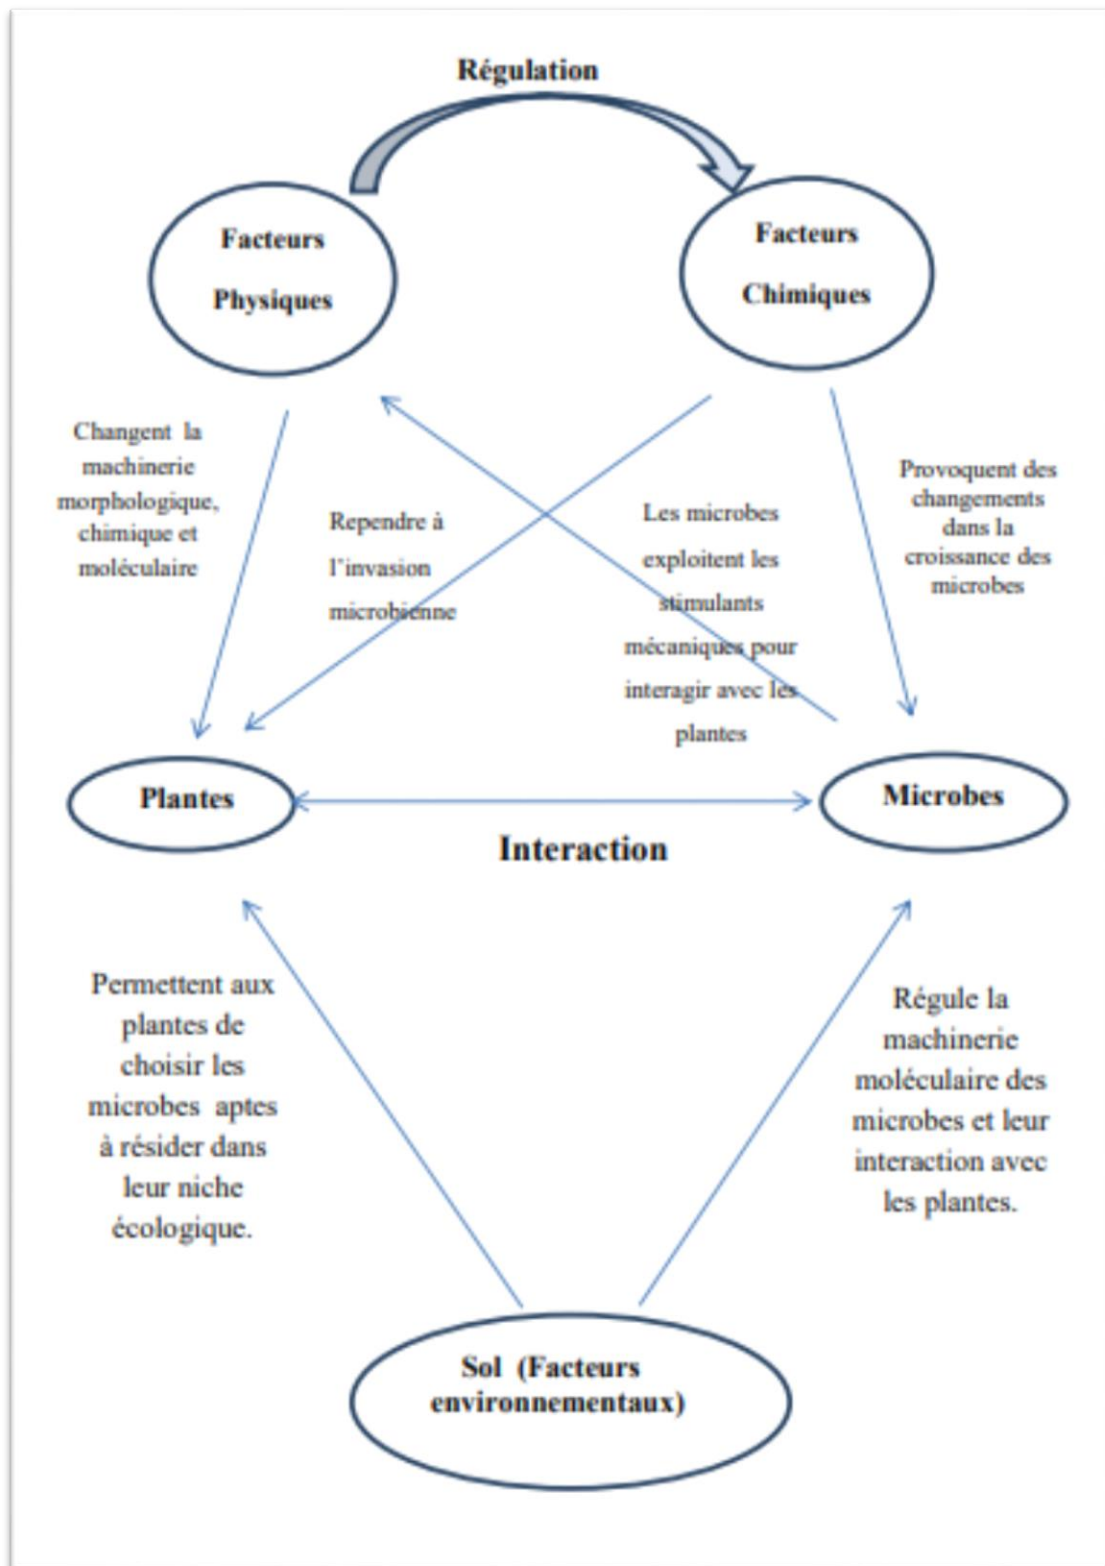 Régulation
Facteurs
Physiques
Facteurs
Chimiques
Changent la
machinerie
morphologique,
chimique et
moléculaire
Rependre à
l'invasion
microbienne
Les microbes
exploitent les
stimulants
mécaniques pour
interagir avec les
plantes
Provoquent des
changements
dans la
croissance des
microbes
Plantes
Microbes
Interaction
Permettent aux
plantes de
choisir les
microbes aptes
à résider dans
leur niche
écologique.
Régule la
machinerie
moléculaire des
microbes et leur
interaction avec
les plantes.
Sol (Facteurs
environnementaux)